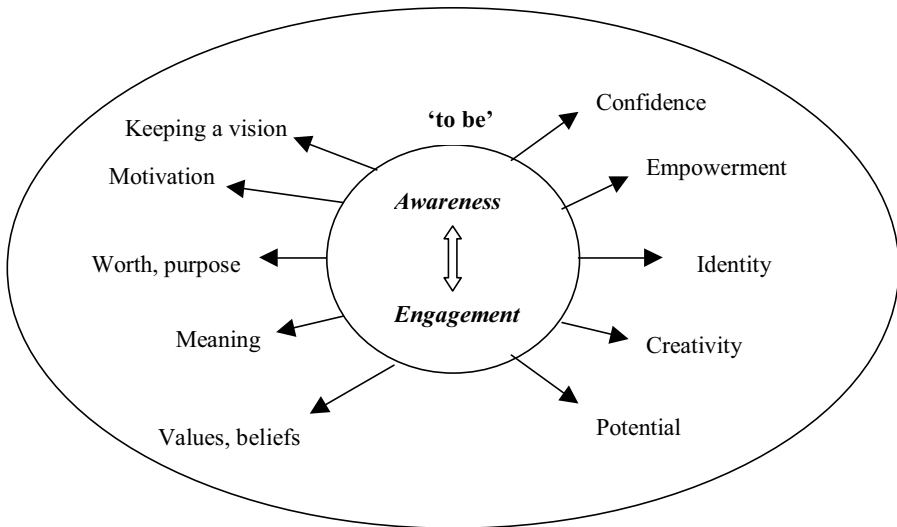 ‘to be’
Confidence
Keeping a vision
Empowerment
Motivation
Awareness
Worth, purpose
Identity
Engagement
Meaning
Creativity
Values, beliefs
Potential